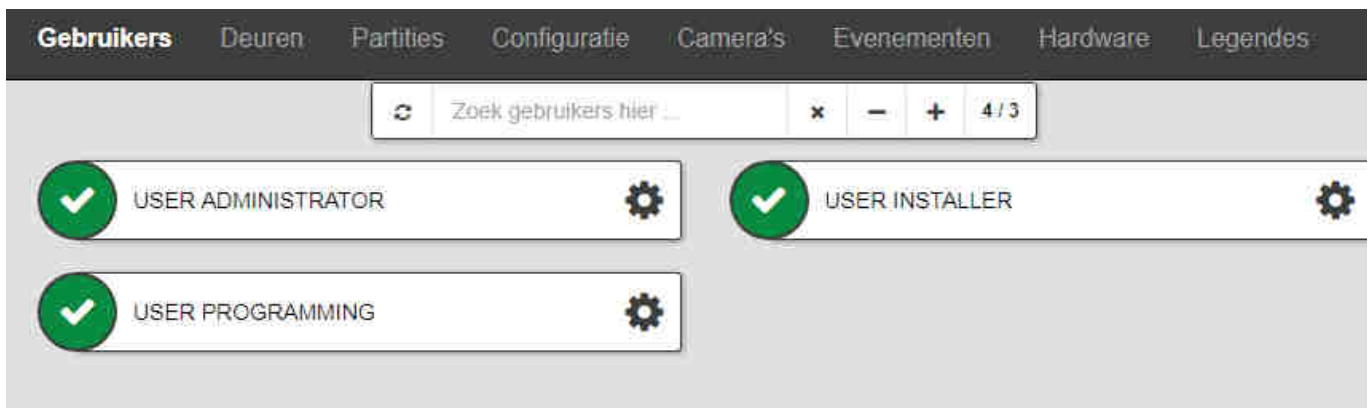 Gebruikers Deuren Partities Configuratie Camera's Evenementen Hardware Legendes
Zoek gebruikers hier ... 4 / 3
USER ADMINISTRATOR
USER INSTALLER
USER PROGRAMMING